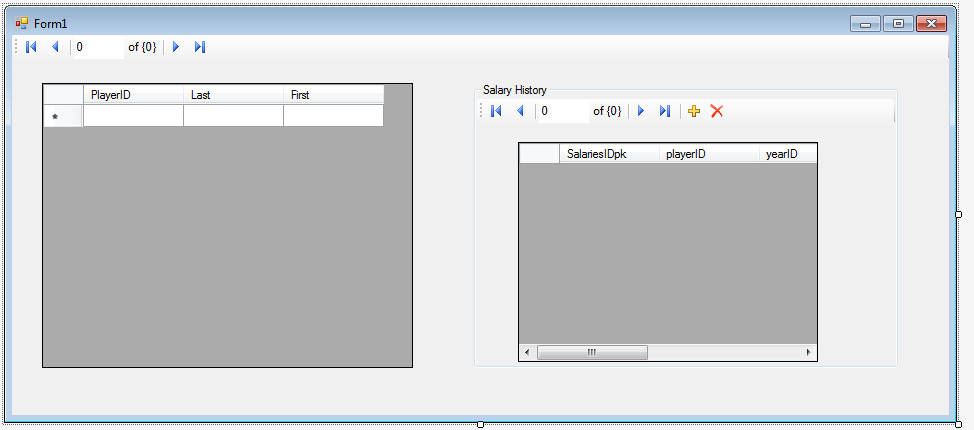 Form1
0 of {0}
PlayerID Last First
*
Salary History
0 of {0}
SalariesIDpk playerID yearID